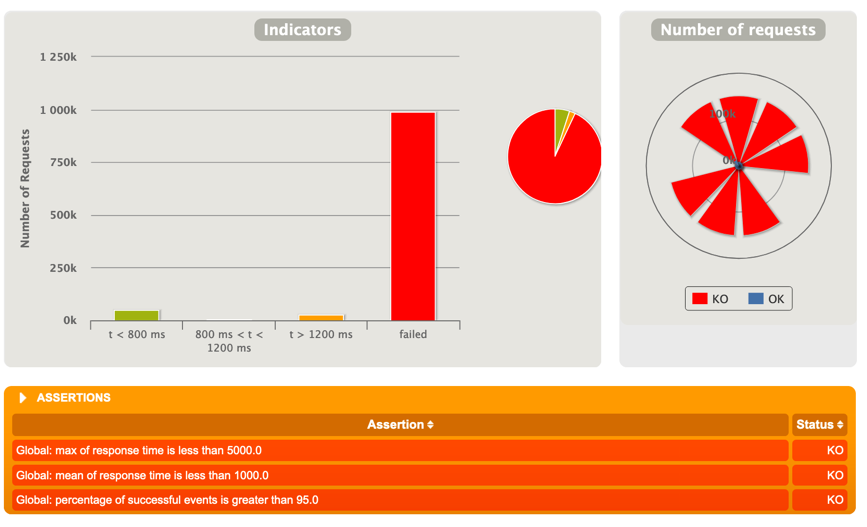 Indicators
Number of requests
1 250k
1 000k
750k
500k
250k
0k
Number of Requests
t < 800 ms
800 ms < t <
1200 ms
t > 1200 ms
failed
100k
0k
KO
OK
ASSERTIONS
Assertion
Status
Global: max of response time is less than 5000.0
KO
Global: mean of response time is less than 1000.0
KO
Global: percentage of successful events is greater than 95.0
KO